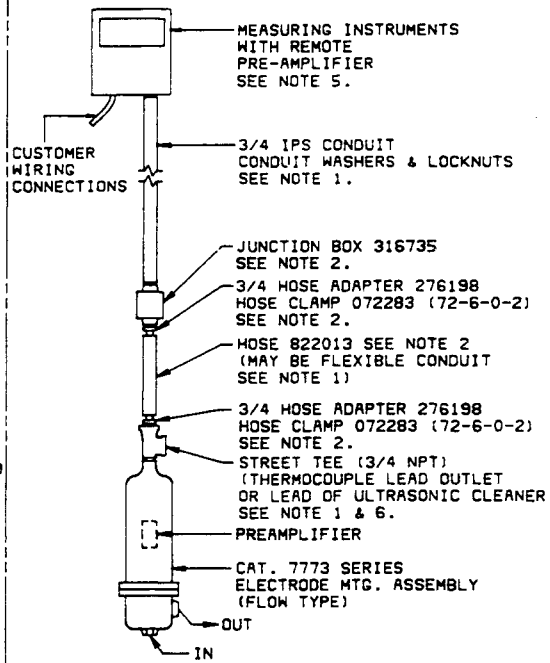 MEASURING INSTRUMENTS
WITH REMOTE
PRE-AMPLIFIER
SEE NOTE 5.
CUSTOMER
WIRING
CONNECTIONS
3/4 IPS CONDUIT
CONDUIT WASHERS & LOCKNUTS
SEE NOTE 1.
JUNCTION BOX 316735
SEE NOTE 2.
3/4 HOSE ADAPTER 276198
HOSE CLAMP 072283 (72-6-0-2)
SEE NOTE 2.
HOSE 822013 SEE NOTE 2
(MAY BE FLEXIBLE CONDUIT
SEE NOTE 1)
3/4 HOSE ADAPTER 276198
HOSE CLAMP 072283 (72-6-0-2)
SEE NOTE 2.
STREET TEE (3/4 NPT)
(THERMOCOUPLE LEAD OUTLET
OR LEAD OF ULTRASONIC CLEANER
SEE NOTE 1 & 6.
PREAMPLIFIER
CAT. 7773 SERIES
ELECTRODE MTG. ASSEMBLY
(FLOW TYPE)
OUT
IN